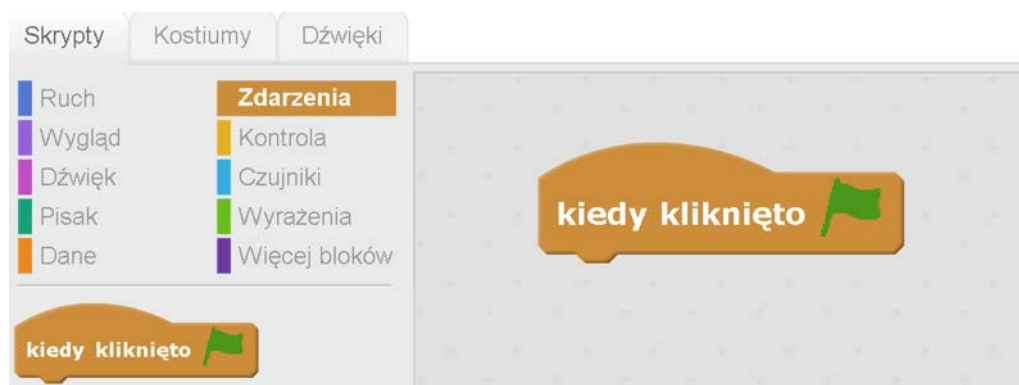 Skrypty Kostiumy Dźwięki
Ruch Zdarzenia
Wygląd Kontrola
Dźwięk Czujniki
Pisak Wyrażenia
Dane Więcej bloków
kiedy kliknięto
kiedy kliknięto